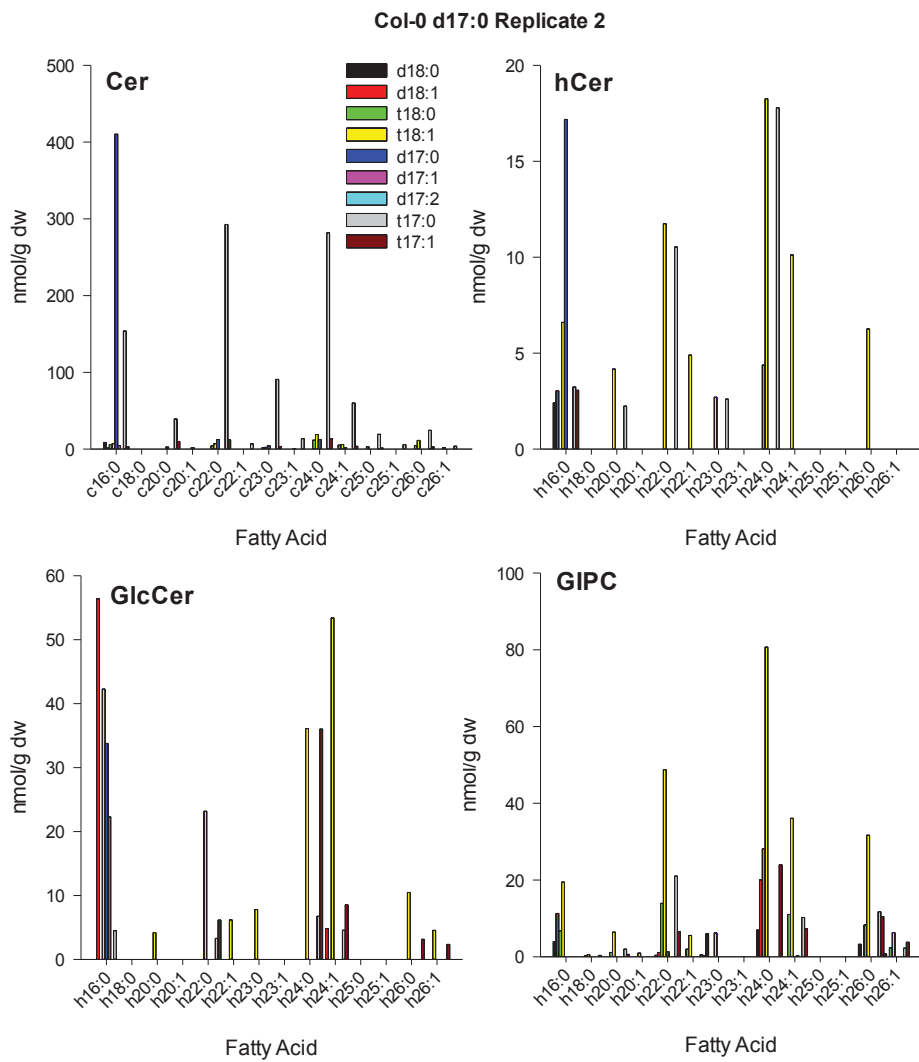 Col-0 d17:0 Replicate 2
Cer
500
400
300
200
100
0
nmol/g dw
d18:0
d18:1
t18:0
t18:1
d17:0
d17:1
d17:2
t17:0
t17:1
c16:0
c18:0
c20:0
c20:1
c22:0
c22:1
c23:0
c23:1
c24:0
c24:1
c25:0
c25:1
c26:0
c26:1
Fatty Acid
hCer
20
15
10
5
0
nmol/g dw
h16:0
h18:0
h20:0
h20:1
h22:0
h22:1
h23:0
h23:1
h24:0
h24:1
h25:0
h25:1
h26:0
h26:1
Fatty Acid
GlcCer
60
50
40
30
20
10
0
nmol/g dw
h16:0
h18:0
h20:0
h20:1
h22:0
h22:1
h23:0
h23:1
h24:0
h24:1
h25:0
h25:1
h26:0
h26:1
Fatty Acid
GIPC
100
80
60
40
20
0
nmol/g dw
h16:0
h18:0
h20:0
h20:1
h22:0
h22:1
h23:0
h23:1
h24:0
h24:1
h25:0
h25:1
h26:0
h26:1
Fatty Acid